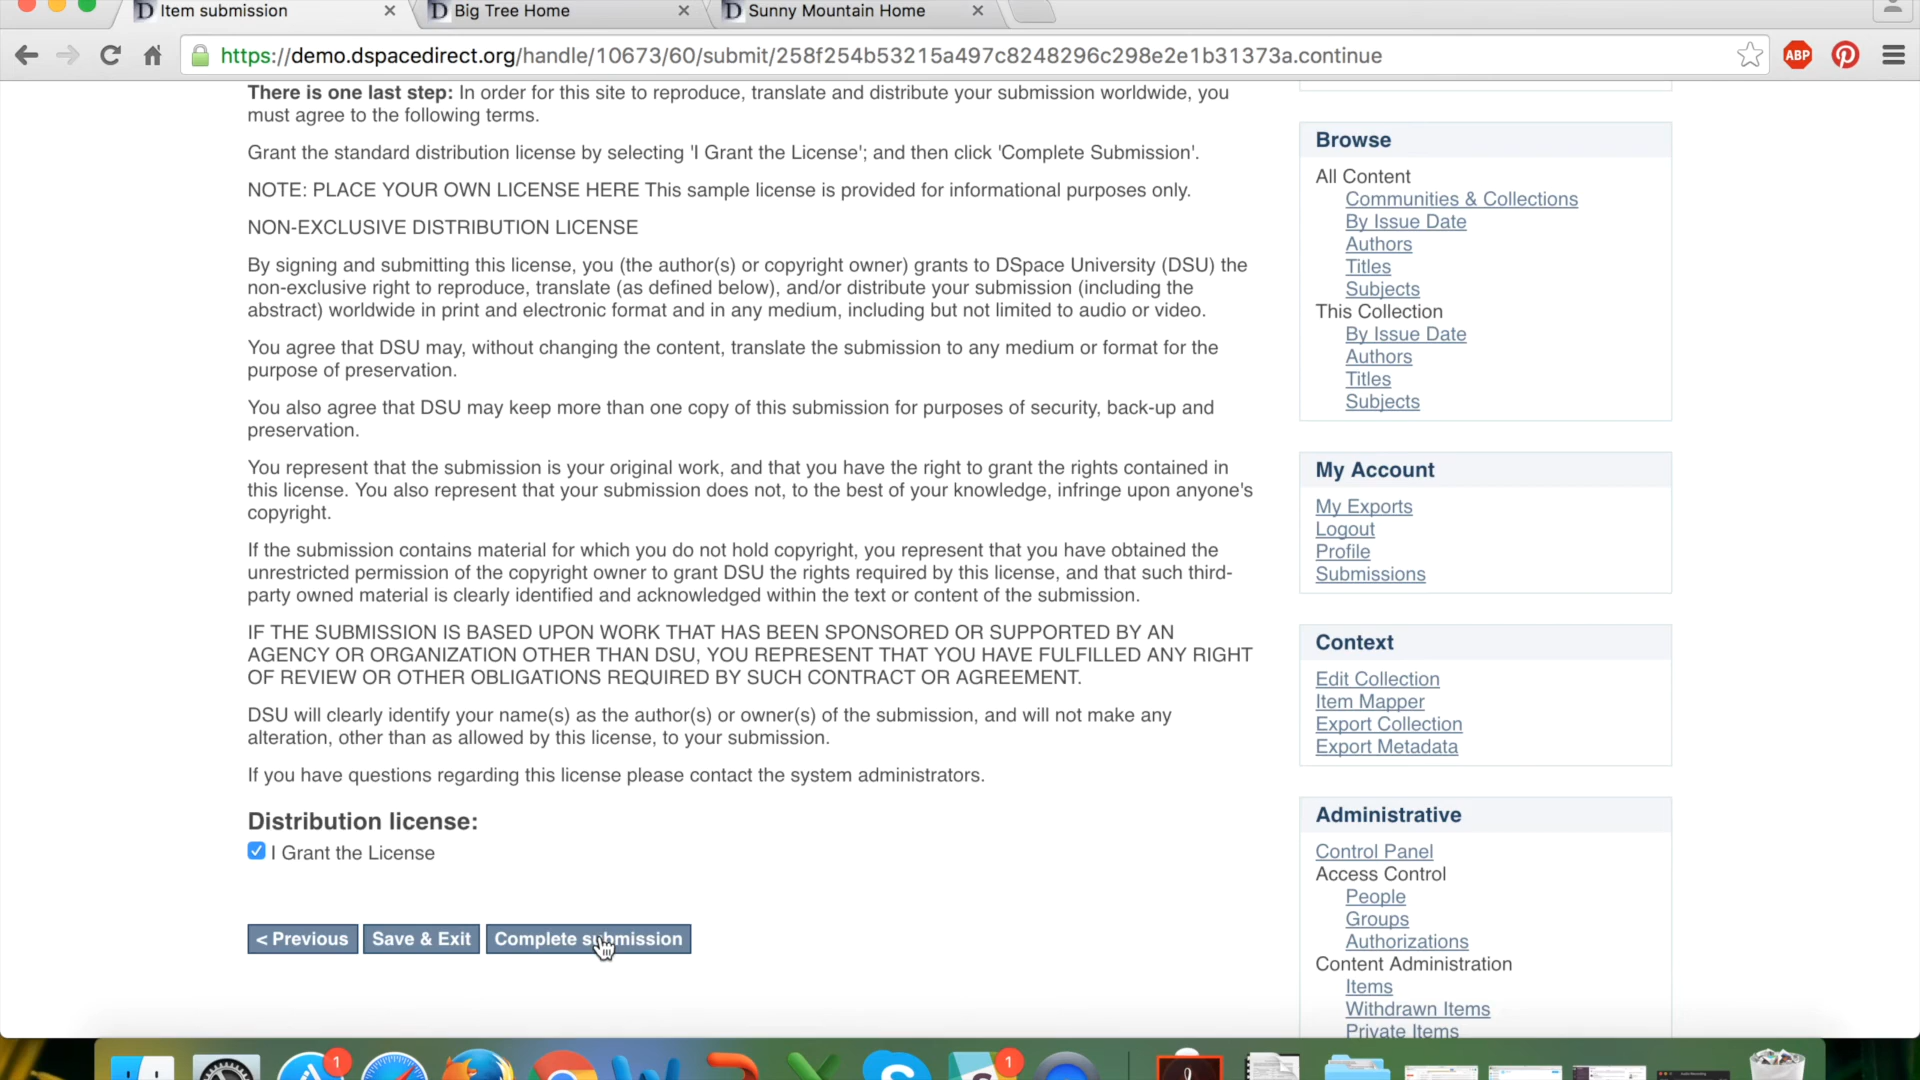 Item submission
Big Tree Home
Sunny Mountain Home
https://demo.dspacedirect.org/handle/10673/60/submit/258f254b53215a497c8248296c298e2e1b31373a.continue
ABP
There is one last step: In order for this site to reproduce, translate and distribute your submission worldwide, you
must agree to the following terms.
Grant the standard distribution license by selecting 'I Grant the License'; and then click 'Complete Submission'.
NOTE: PLACE YOUR OWN LICENSE HERE This sample license is provided for informational purposes only.
NON-EXCLUSIVE DISTRIBUTION LICENSE
By signing and submitting this license, you (the author(s) or copyright owner) grants to DSpace University (DSU) the
non-exclusive right to reproduce, translate (as defined below), and/or distribute your submission (including the
abstract) worldwide in print and electronic format and in any medium, including but not limited to audio or video.
You agree that DSU may, without changing the content, translate the submission to any medium or format for the
purpose of preservation.
You also agree that DSU may keep more than one copy of this submission for purposes of security, back-up and
preservation.
You represent that the submission is your original work, and that you have the right to grant the rights contained in
this license. You also represent that your submission does not, to the best of your knowledge, infringe upon anyone's
copyright.
If the submission contains material for which you do not hold copyright, you represent that you have obtained the
unrestricted permission of the copyright owner to grant DSU the rights required by this license, and that such third-
party owned material is clearly identified and acknowledged within the text or content of the submission.
IF THE SUBMISSION IS BASED UPON WORK THAT HAS BEEN SPONSORED OR SUPPORTED BY AN
AGENCY OR ORGANIZATION OTHER THAN DSU, YOU REPRESENT THAT YOU HAVE FULFILLED ANY RIGHT
OF REVIEW OR OTHER OBLIGATIONS REQUIRED BY SUCH CONTRACT OR AGREEMENT.
DSU will clearly identify your name(s) as the author(s) or owner(s) of the submission, and will not make any
alteration, other than as allowed by this license, to your submission.
If you have questions regarding this license please contact the system administrators.
Distribution license:
I Grant the License
< Previous
Save & Exit
Complete submission
Browse
All Content
Communities & Collections
By Issue Date
Authors
Titles
Subjects
This Collection
By Issue Date
Authors
Titles
Subjects
My Account
My Exports
Logout
Profile
Submissions
Context
Edit Collection
Item Mapper
Export Collection
Export Metadata
Administrative
Control Panel
Access Control
People
Groups
Authorizations
Content Administration
Items
Withdrawn Items
Private Items
1
1